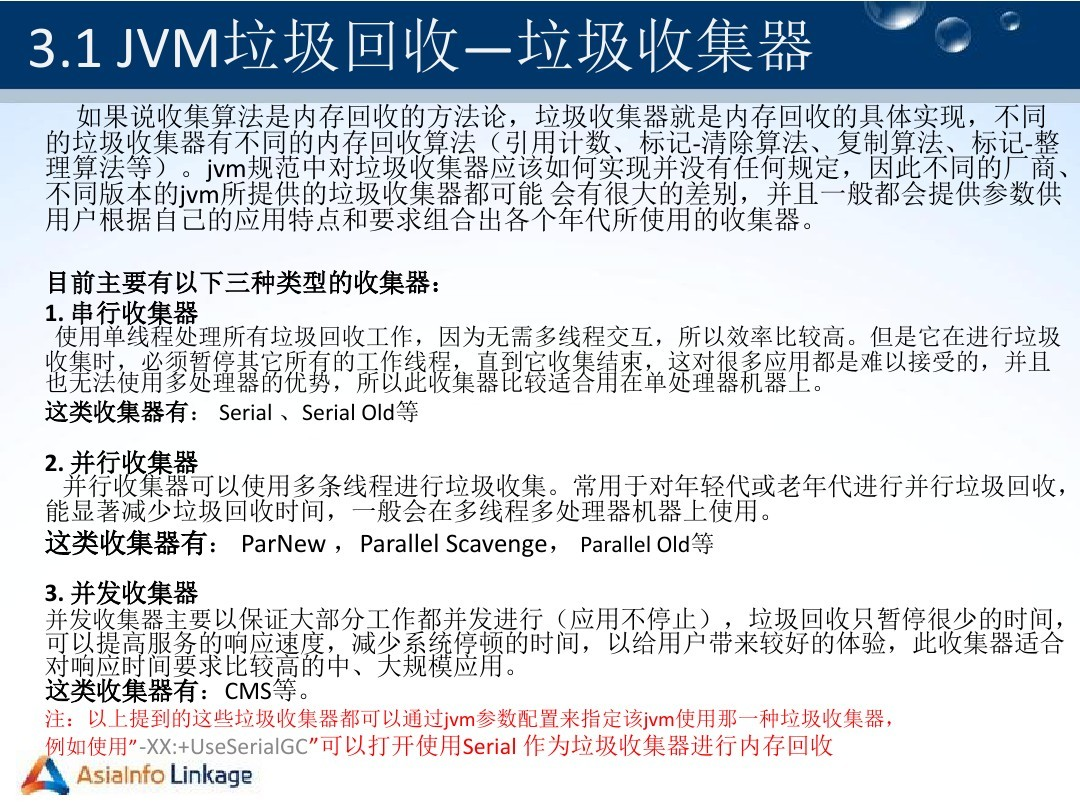 3.1 JVM垃圾回收—垃圾收集器
如果说收集算法是内存回收的方法论，垃圾收集器就是内存回收的具体实现，不同
的垃圾收集器有不同的内存回收算法（引用计数、标记-清除算法、复制算法、标记-整
理算法等）。jvm规范中对垃圾收集器应该如何实现并没有任何规定，因此不同的厂商、
不同版本的jvm所提供的垃圾收集器都可能 会有很大的差别，并且一般都会提供参数供
用户根据自己的应用特点和要求组合出各个年代所使用的收集器。
目前主要有以下三种类型的收集器：
1. 串行收集器
使用单线程处理所有垃圾回收工作，因为无需多线程交互，所以效率比较高。但是它在进行垃圾
收集时，必须暂停其它所有的工作线程，直到它收集结束，这对很多应用都是难以接受的，并且
也无法使用多处理器的优势，所以此收集器比较适合用在单处理器机器上。
这类收集器有： Serial 、Serial Old等
2. 并行收集器
并行收集器可以使用多条线程进行垃圾收集。常用于对年轻代或老年代进行并行垃圾回收，
能显著减少垃圾回收时间，一般会在多线程多处理器机器上使用。
这类收集器有： ParNew ，Parallel Scavenge， Parallel Old等
3. 并发收集器
并发收集器主要以保证大部分工作都并发进行（应用不停止），垃圾回收只暂停很少的时间，
可以提高服务的响应速度，减少系统停顿的时间，以给用户带来较好的体验，此收集器适合
对响应时间要求比较高的中、大规模应用。
这类收集器有：CMS等。
注：以上提到的这些垃圾收集器都可以通过jvm参数配置来指定该jvm使用那一种垃圾收集器，
例如使用”-XX:+UseSerialGC”可以打开使用Serial 作为垃圾收集器进行内存回收
AsiaInfo Linkage